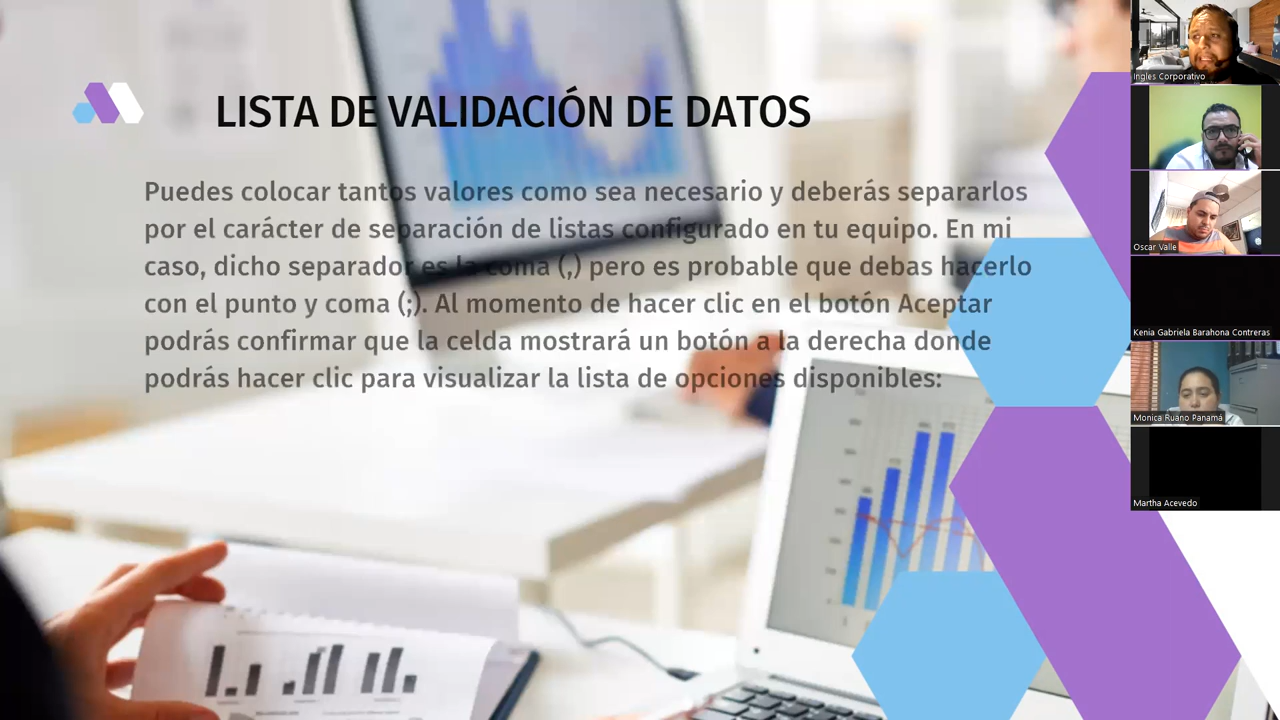 LISTA DE VALIDACIÓN DE DATOS
Puedes colocar tantos valores como sea necesario y deberás separarlos
por el carácter de separación de listas configurado en tu equipo. En mi
caso, dicho separador es la coma (,) pero es probable que debas hacerlo
con el punto y coma (;). Al momento de hacer clic en el botón Aceptar
podrás confirmar que la celda mostrará un botón a la derecha donde
podrás hacer clic para visualizar la lista de opciones disponibles:
Ingles Corporativo
Oscar Valle
Kenia Gabriela Barahona Contreras
Monica Ruano Panamá
Martha Acevedo